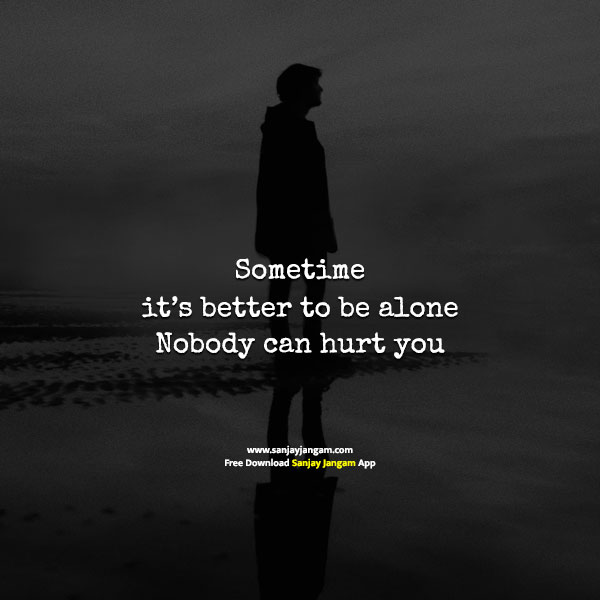 Sometime
it's better to be alone
Nobody can hurt you
www.sanjayjangam.com
Free Download Sanjay Jangam App